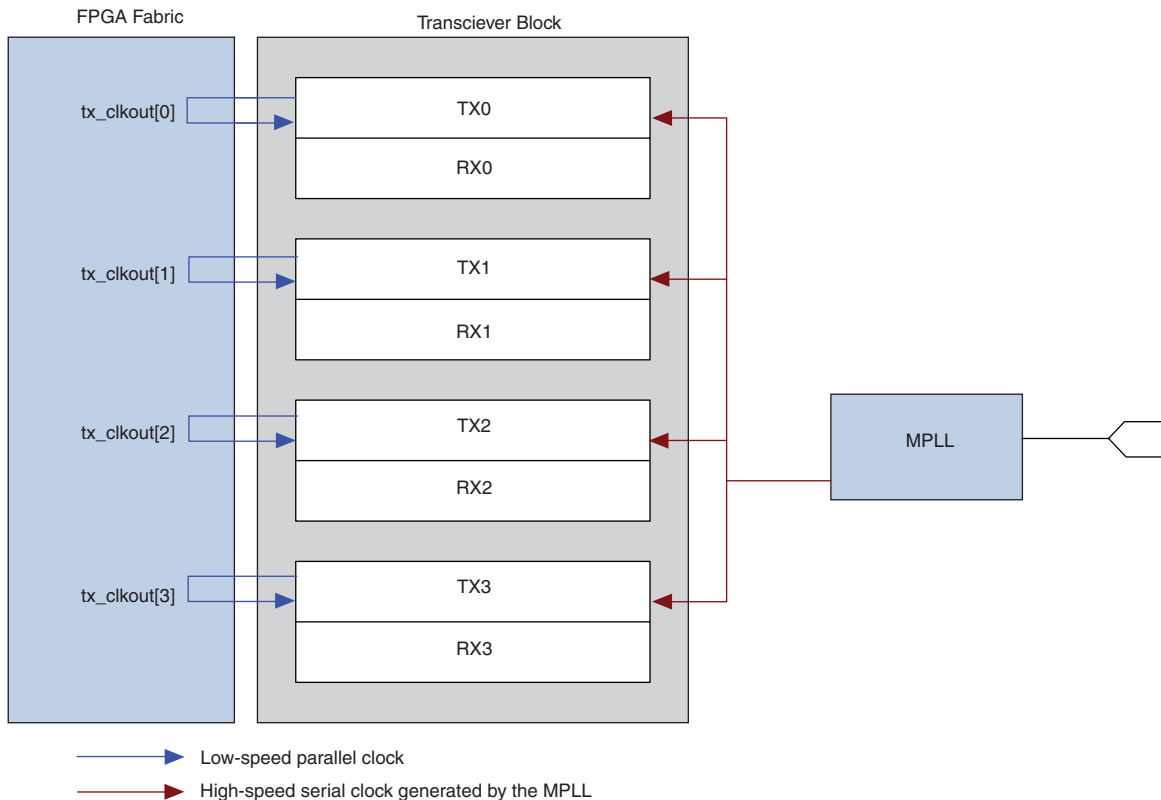 FPGA Fabric
Transciever Block
tx_clkout[0]
TX0
RX0
tx_clkout[1]
TX1
RX1
tx_clkout[2]
TX2
RX2
MPLL
tx_clkout[3]
TX3
RX3
Low-speed parallel clock
High-speed serial clock generated by the MPLL